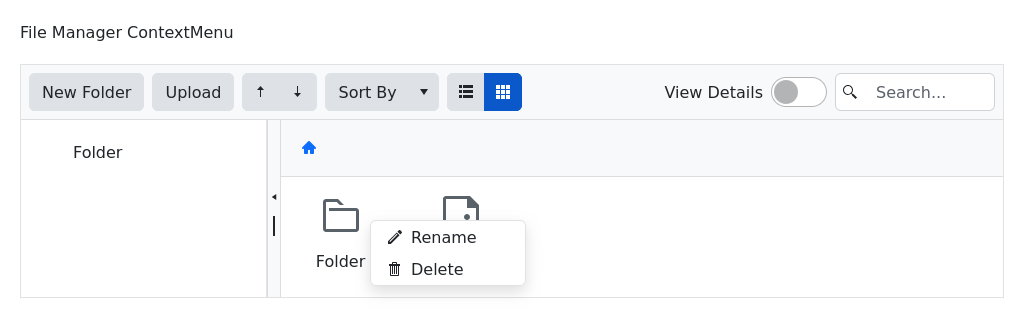 File Manager ContextMenu
New Folder Upload Sort By View Details Search...
Folder
Folder
Rename
Delete